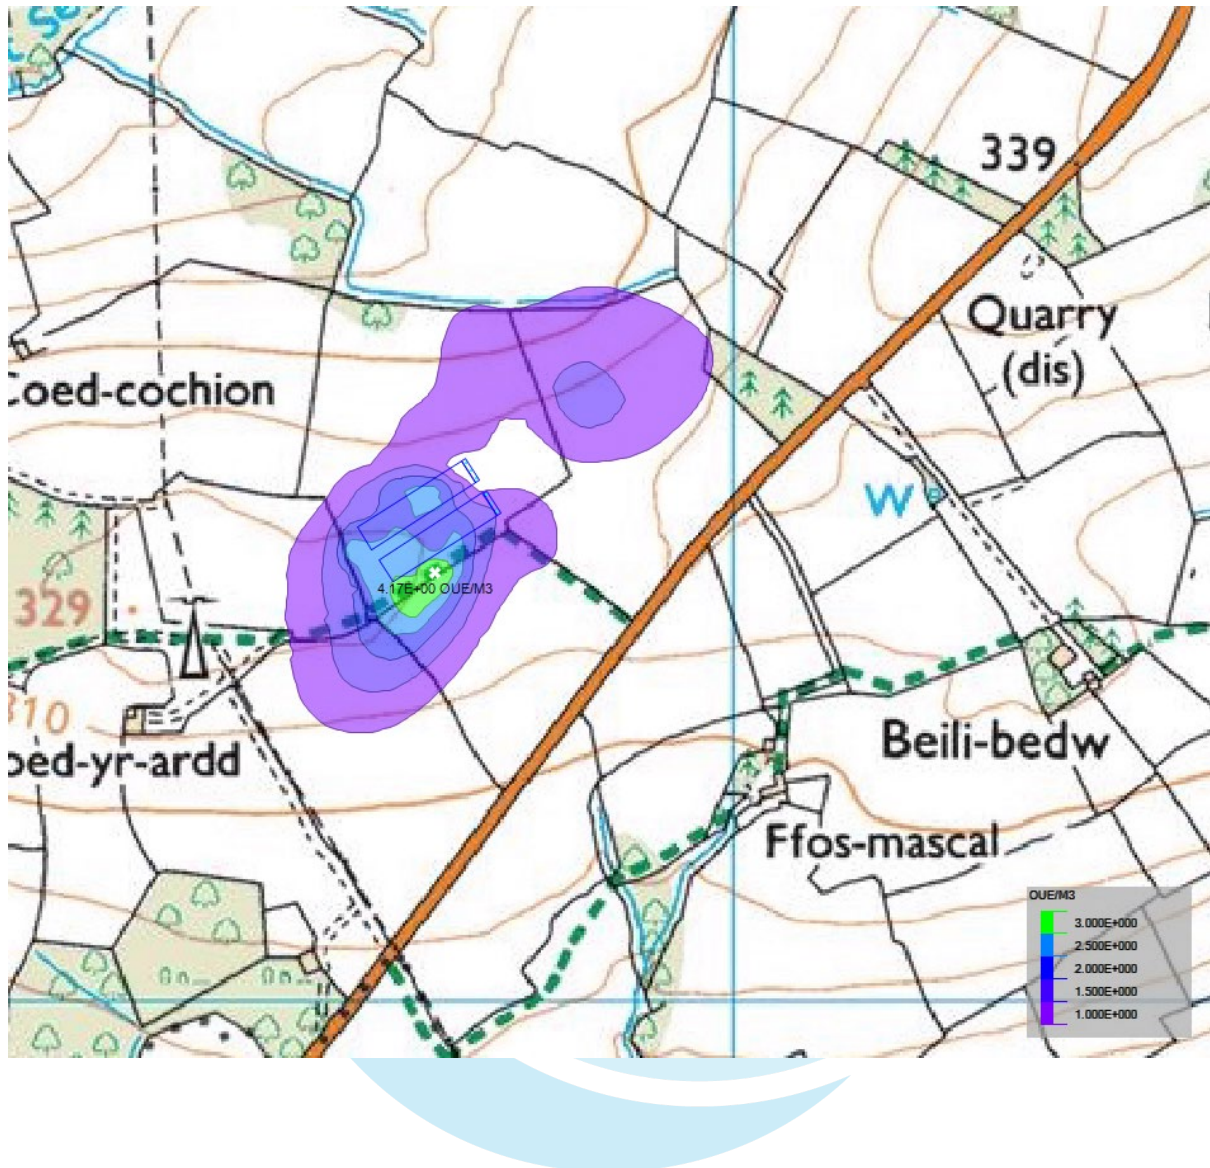 339
Quarry
(dis)
Coed-cochion
W
4.17E+00 OUE/M3
329
310
oed-yr-ardd
Beili-bedw
Ffos-mascal
OUE/M3
3.000E+000
2.500E+000
2.000E+000
1.500E+000
1.000E+000